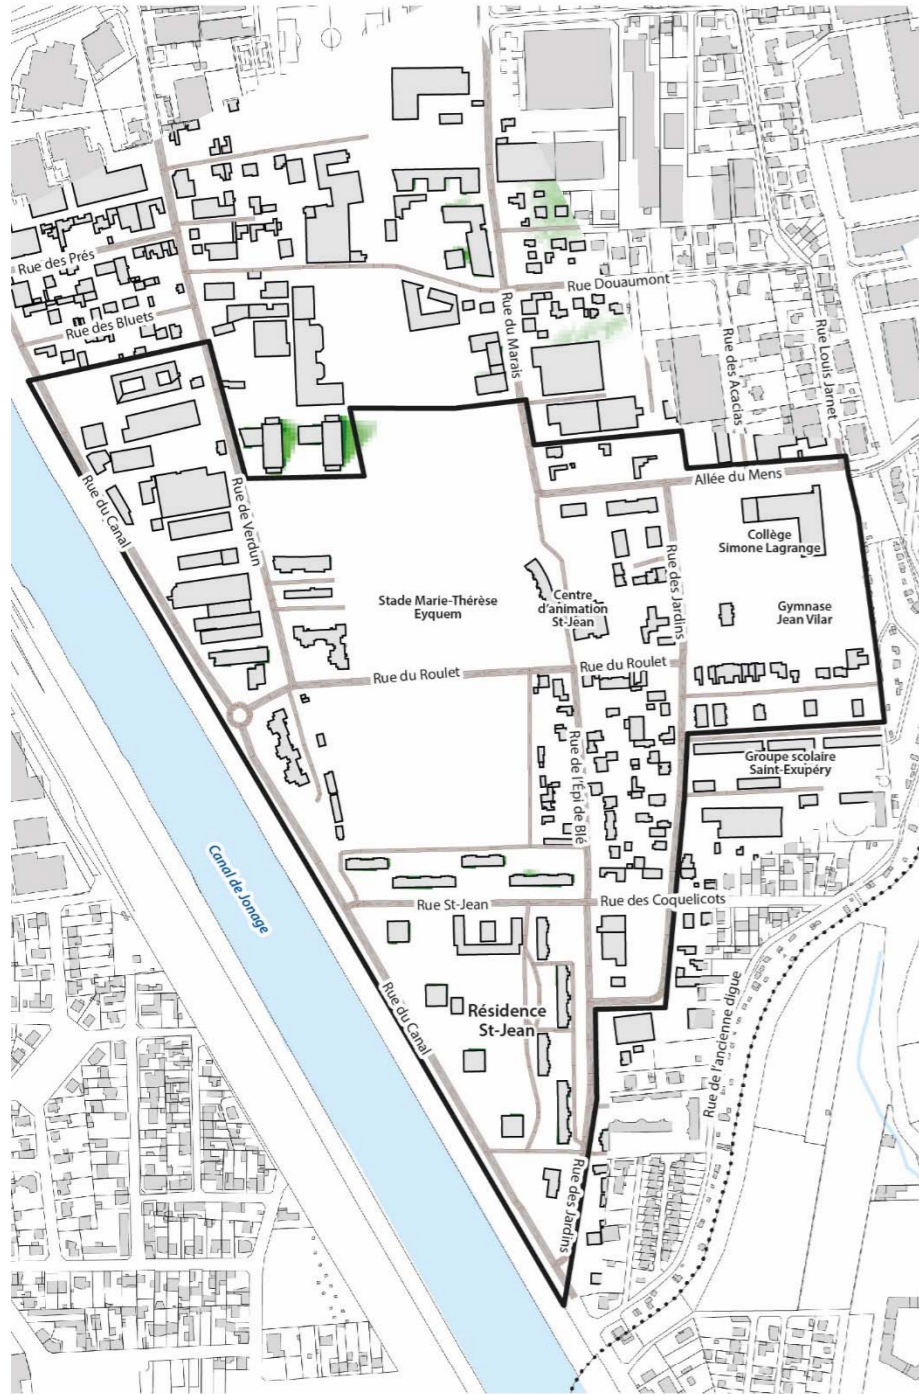 Rue des Prés
Rue des Bluets
Rue Douaumont
Rue du Marais
Rue des Acacias
Rue Louis Jarnet
Rue du Canal
Rue de Verdun
Allée du Mens
Collège
Simone Lagrange
Rue des Jardins
Stade Marie-Thérèse
Eyquem
Centre
d'animation
St-Jean
Gymnase
Jean Vilar
Rue du Roulet
Rue du Roulet
Rue de l'Épi de Blé
Groupe scolaire
Saint-Exupéry
Canal de Jonage
Rue St-Jean
Rue des Coquelicots
Rue du Canal
Résidence
St-Jean
Rue de l'ancienne digue
Rue des Jardins